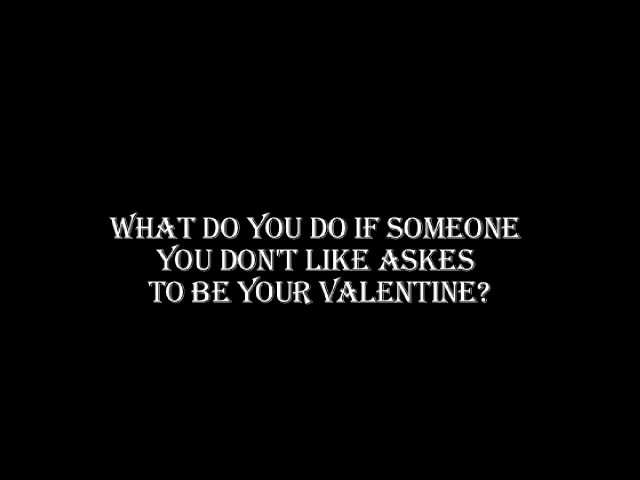 WHAT DO YOU DO IF SOMEONE
YOU DON'T LIKE ASKES
TO BE YOUR VALENTINE?